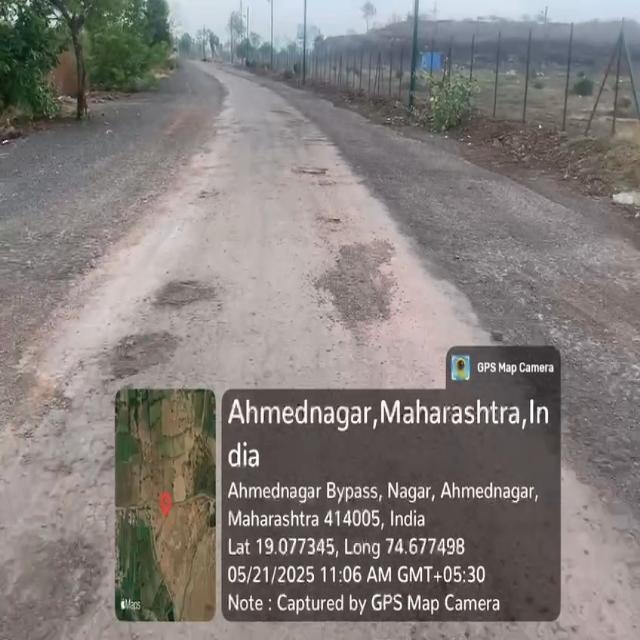 GPS Map Camera
Ahmednagar,Maharashtra,In
dia
Ahmednagar Bypass, Nagar, Ahmednagar,
Maharashtra 414005, India
Lat 19.077345, Long 74.677498
05/21/2025 11:06 AM GMT+05:30
Note : Captured by GPS Map Camera
Maps